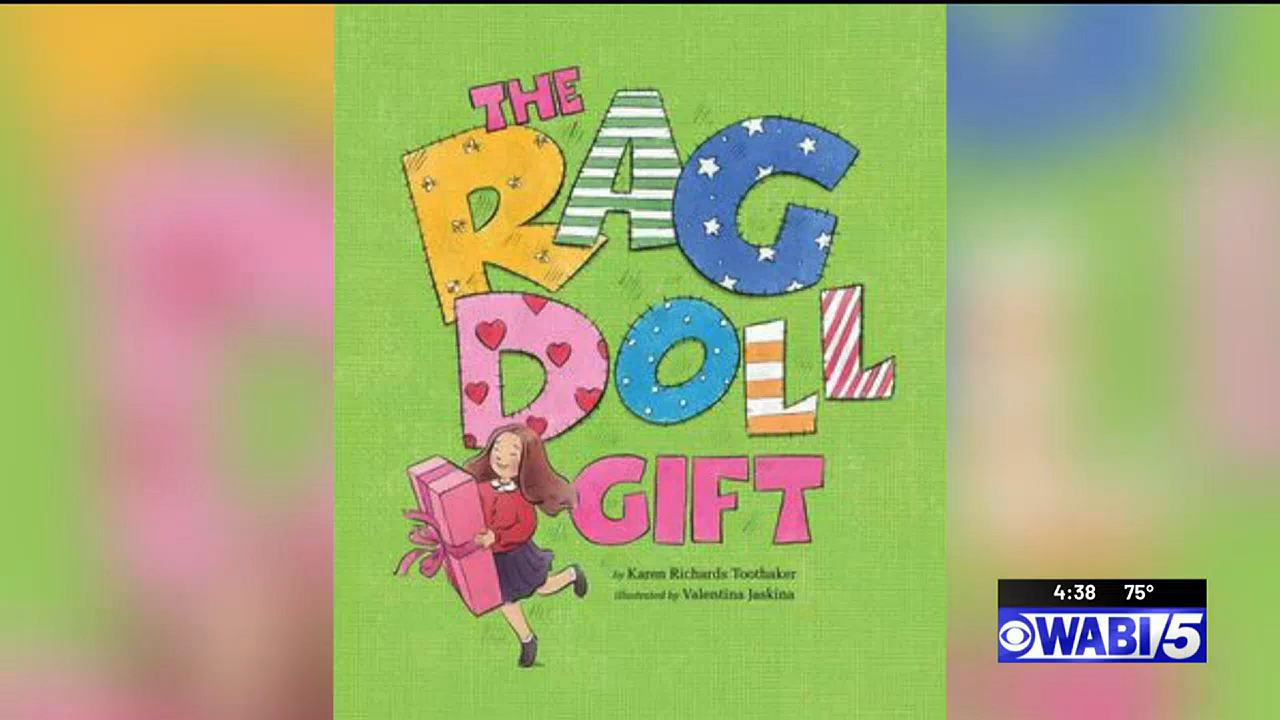 THE
RAG
DOLL
GIFT
by Karen Richards Toothaker
illustrated by Valentina Jaskina
4:38 75°
WABI 5